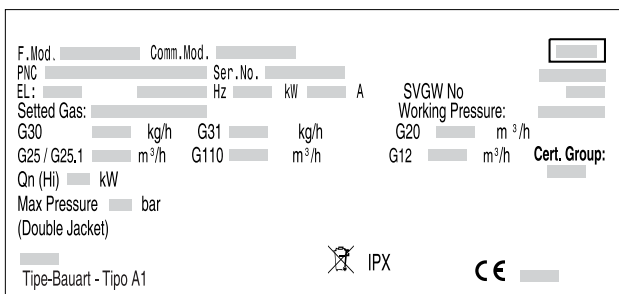 F.Mod. Comm.Mod.
PNC Ser.No.
EL: Hz kW A SVGW No
Setted Gas: Working Pressure:
G30 kg/h G31 kg/h G20 m³/h
G25 / G25.1 m³/h G110 m³/h G12 m³/h Cert. Group:
Qn (Hi) kW
Max Pressure bar
(Double Jacket)
IPX
CE
Tipe-Bauart - Tipo A1